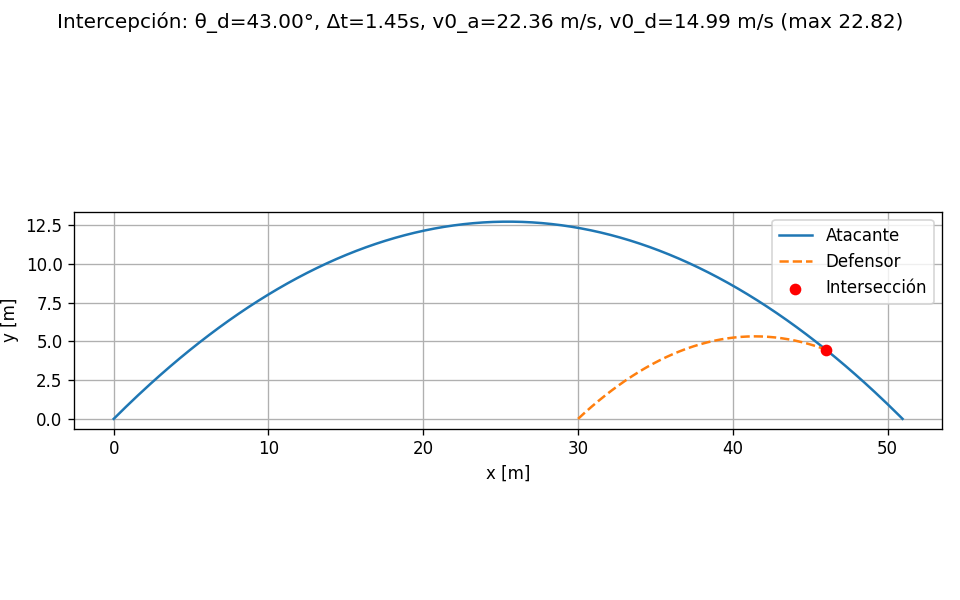 Intercepción: θ_d=43.00°, Δt=1.45s, v0_a=22.36 m/s, v0_d=14.99 m/s (max 22.82)
12.5
10.0
7.5
5.0
2.5
0.0
y [m]
Atacante
Defensor
Intersección
0 10 20 30 40 50
x [m]